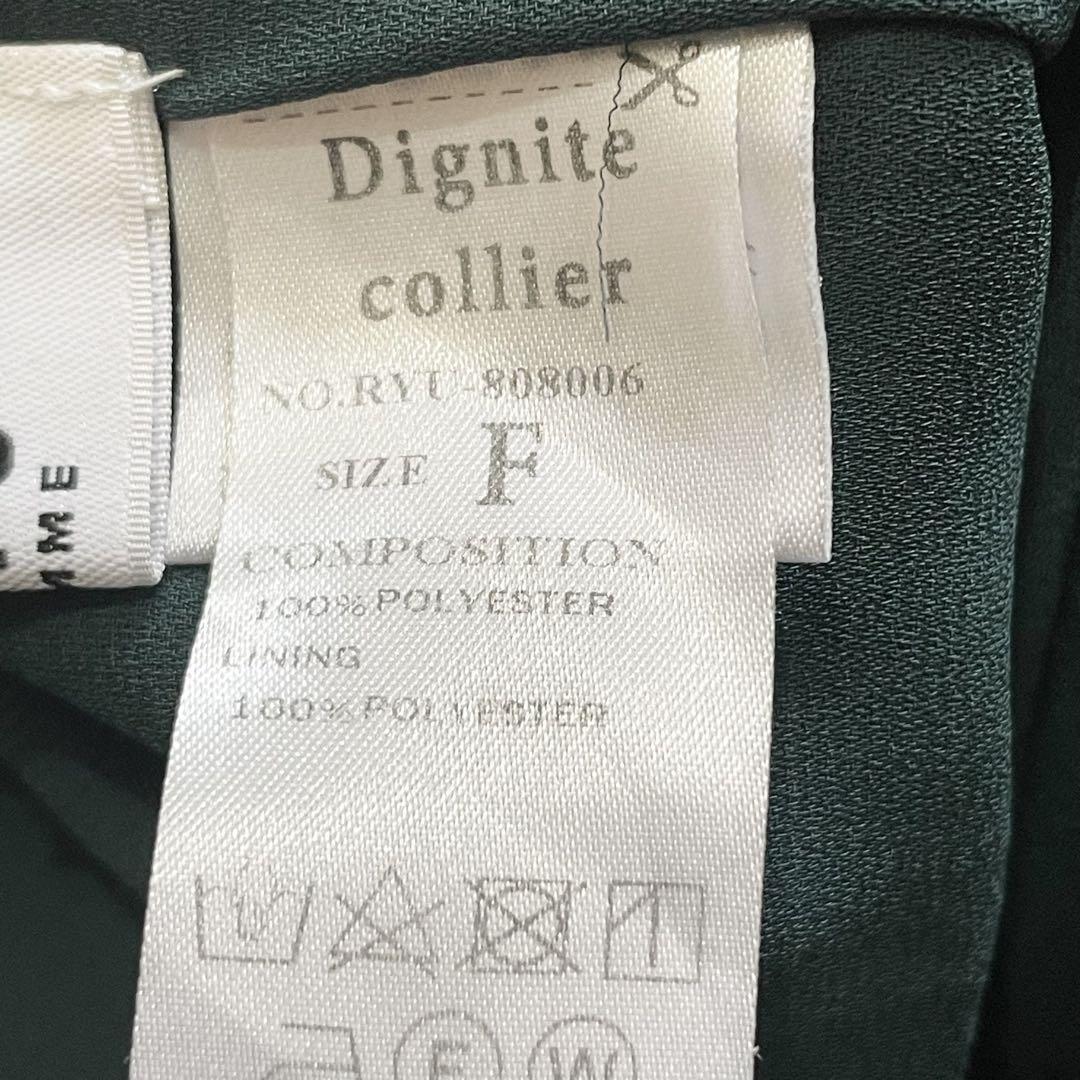 Dignite
collier
NO.RYU-808006
SIZE F
COMPOSITION
100% POLYESTER
LINING
100% POLYESTER
F
W